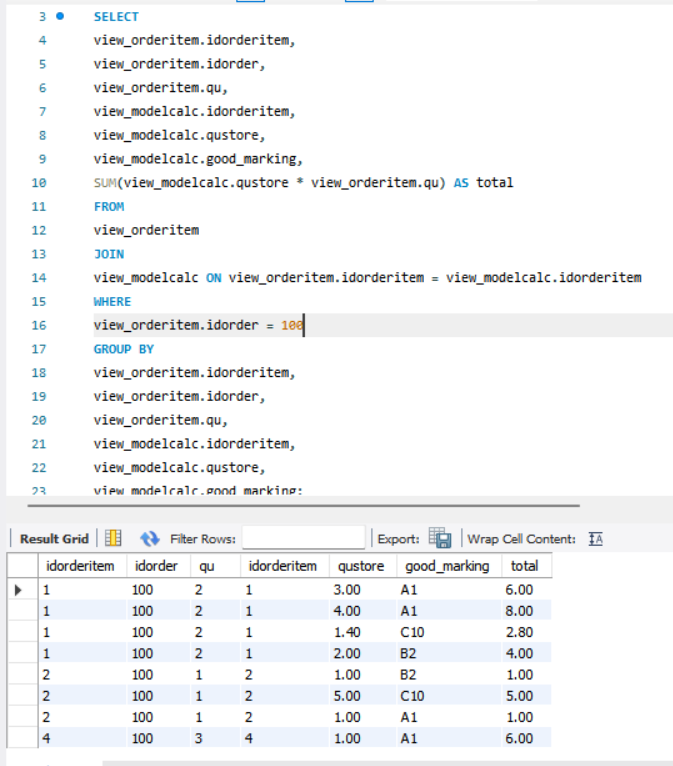 3 SELECT
4 view_orderitem.idorderitem,
5 view_orderitem.idorder,
6 view_orderitem.qu,
7 view_modelcalc.idorderitem,
8 view_modelcalc.qustore,
9 view_modelcalc.good_marking,
10 SUM(view_modelcalc.qustore * view_orderitem.qu) AS total
11 FROM
12 view_orderitem
13 JOIN
14 view_modelcalc ON view_orderitem.idorderitem = view_modelcalc.idorderitem
15 WHERE
16 view_orderitem.idorder = 100
17 GROUP BY
18 view_orderitem.idorderitem,
19 view_orderitem.idorder,
20 view_orderitem.qu,
21 view_modelcalc.idorderitem,
22 view_modelcalc.qustore,
23 view_modelcalc.good_marking;
Result Grid Filter Rows: Export: Wrap Cell Content: IA
idorderitem idorder qu idorderitem qustore good_marking total
1 100 2 1 3.00 A1 6.00
1 100 2 1 4.00 A1 8.00
1 100 2 1 1.40 C10 2.80
1 100 2 1 2.00 B2 4.00
2 100 1 2 1.00 B2 1.00
2 100 1 2 5.00 C10 5.00
2 100 1 2 1.00 A1 1.00
4 100 3 4 1.00 A1 6.00